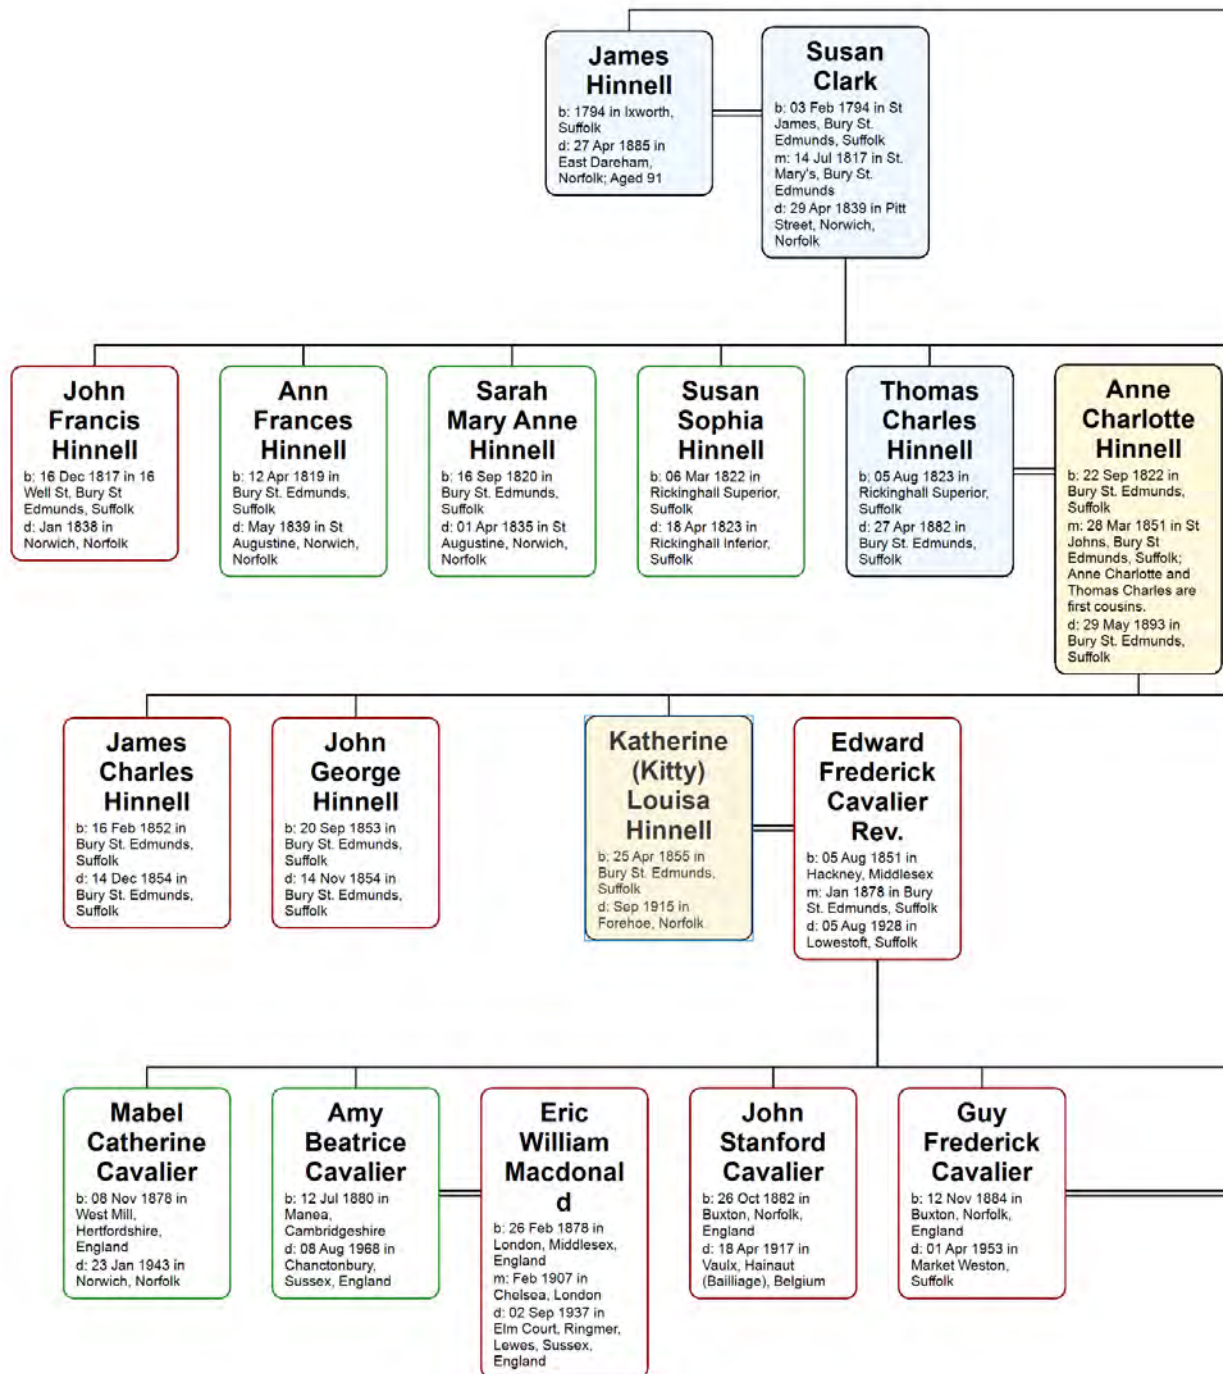 James
Hinnell
b: 1794 in Ixworth,
Suffolk
d: 27 Apr 1885 in
East Dareham,
Norfolk; Aged 91
Susan
Clark
b: 03 Feb 1794 in St
James, Bury St.
Edmunds, Suffolk
m: 14 Jul 1817 in St.
Mary's, Bury St.
Edmunds
d: 29 Apr 1839 in Pitt
Street, Norwich,
Norfolk
John
Francis
Hinnell
b: 16 Dec 1817 in 16
Well St, Bury St
Edmunds, Suffolk
d: Jan 1838 in
Norwich, Norfolk
Ann
Frances
Hinnell
b: 12 Apr 1819 in
Bury St. Edmunds,
Suffolk
d: May 1839 in St
Augustine, Norwich,
Norfolk
Sarah
Mary Anne
Hinnell
b: 16 Sep 1820 in
Bury St. Edmunds,
Suffolk
d: 01 Apr 1835 in St
Augustine, Norwich,
Norfolk
Susan
Sophia
Hinnell
b: 06 Mar 1822 in
Rickinghall Superior,
Suffolk
d: 18 Apr 1823 in
Rickinghall Inferior,
Suffolk
Thomas
Charles
Hinnell
b: 05 Aug 1823 in
Rickinghall Superior,
Suffolk
d: 27 Apr 1882 in
Bury St. Edmunds,
Suffolk
Anne
Charlotte
Hinnell
b: 22 Sep 1822 in
Bury St. Edmunds,
Suffolk
m: 28 Mar 1851 in St
Johns, Bury St
Edmunds, Suffolk;
Anne Charlotte and
Thomas Charles are
first cousins.
d: 29 May 1893 in
Bury St. Edmunds,
Suffolk
James
Charles
Hinnell
b: 16 Feb 1852 in
Bury St. Edmunds,
Suffolk
d: 14 Dec 1854 in
Bury St. Edmunds,
Suffolk
John
George
Hinnell
b: 20 Sep 1853 in
Bury St. Edmunds,
Suffolk
d: 14 Nov 1854 in
Bury St. Edmunds,
Suffolk
Katherine
(Kitty)
Louisa
Hinnell
b: 25 Apr 1855 in
Bury St. Edmunds,
Suffolk
d: Sep 1915 in
Forehoe, Norfolk
Edward
Frederick
Cavalier
Rev.
b: 05 Aug 1851 in
Hackney, Middlesex
m: Jan 1878 in Bury
St. Edmunds, Suffolk
d: 05 Aug 1928 in
Lowestoft, Suffolk
Mabel
Catherine
Cavalier
b: 08 Nov 1878 in
West Mill,
Hertfordshire,
England
d: 23 Jan 1943 in
Norwich, Norfolk
Amy
Beatrice
Cavalier
b: 12 Jul 1880 in
Manea,
Cambridgeshire
d: 08 Aug 1968 in
Chanctonbury,
Sussex, England
Eric
William
Macdonal
d
b: 26 Feb 1878 in
London, Middlesex,
England
m: Feb 1907 in
Chelsea, London
d: 02 Sep 1937 in
Elm Court, Ringmer,
Lewes, Sussex,
England
John
Stanford
Cavalier
b: 26 Oct 1882 in
Buxton, Norfolk,
England
d: 18 Apr 1917 in
Vaulx, Hainaut
(Bailliage), Belgium
Guy
Frederick
Cavalier
b: 12 Nov 1884 in
Buxton, Norfolk,
England
d: 01 Apr 1953 in
Market Weston,
Suffolk